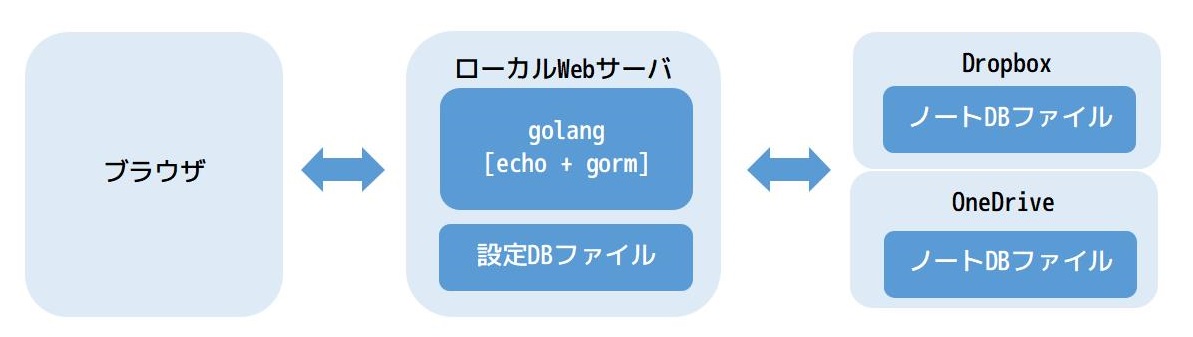 ブラウザ
ローカルWebサーバ
golang
[echo + gorm]
設定DBファイル
Dropbox
ノートDBファイル
OneDrive
ノートDBファイル